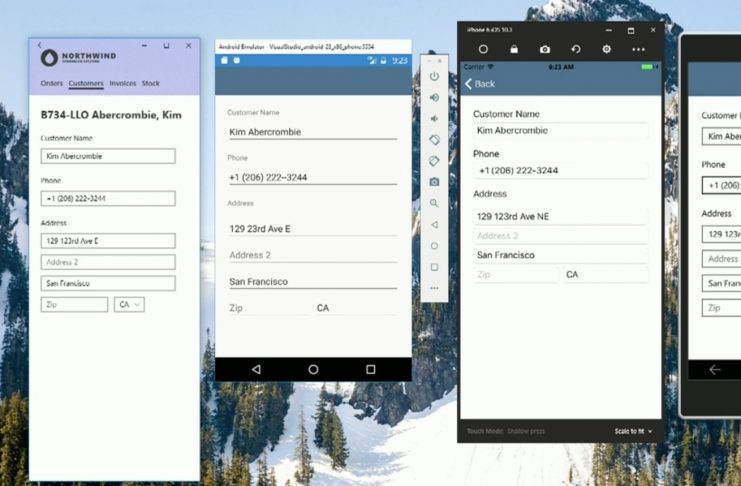 NORTHWIND
Orders Customers Invoices Stock
B734-LLO Abercrombie, Kim
Customer Name
Kim Abercrombie
Phone
+1 (206) 222-3244
Address
129 123rd Ave E
Address 2
San Francisco
Zip CA
Android Emulator - VisualStudio_android-23_x86_phone:5554
9:23
Customer Name
Kim Abercrombie
Phone
+1 (206) 222-3244
Address
129 23rd Ave E
Address 2
San Francisco
Zip CA
iPhone 6 iOS 10.1
Carrier 9:23 AM
Back
Customer Name
Kim Abercrombie
Phone
+1 (206) 222-3244
Address
129 123rd Ave NE
Address 2
San Francisco
Zip CA
Touch Mode: Shallow press Scale to fit
Customer
Kim Aber
Phone
+1 (206)
Address
129 123r
Address
San Fran
Zip